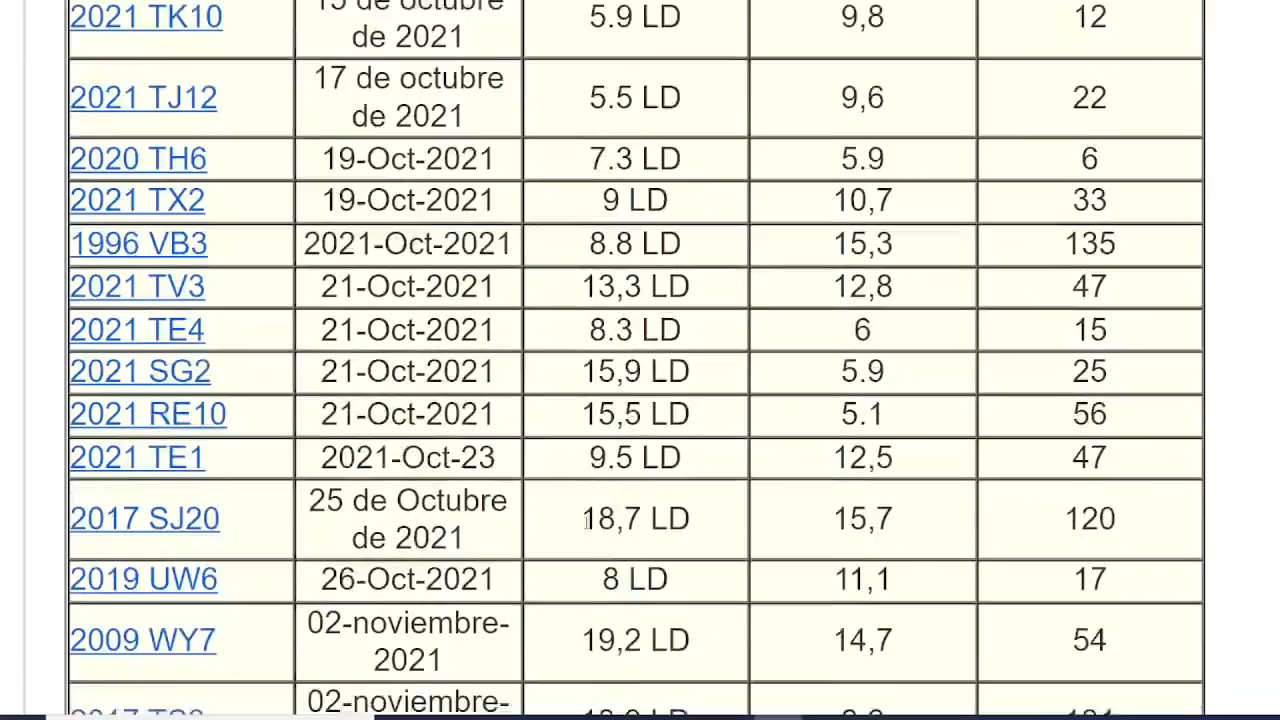 2021 TK10 15 de octubre de 2021 5.9 LD 9,8 12
2021 TJ12 17 de octubre de 2021 5.5 LD 9,6 22
2020 TH6 19-Oct-2021 7.3 LD 5.9 6
2021 TX2 19-Oct-2021 9 LD 10,7 33
1996 VB3 2021-Oct-2021 8.8 LD 15,3 135
2021 TV3 21-Oct-2021 13,3 LD 12,8 47
2021 TE4 21-Oct-2021 8.3 LD 6 15
2021 SG2 21-Oct-2021 15,9 LD 5.9 25
2021 RE10 21-Oct-2021 15,5 LD 5.1 56
2021 TE1 2021-Oct-23 9.5 LD 12,5 47
2017 SJ20 25 de Octubre de 2021 18,7 LD 15,7 120
2019 UW6 26-Oct-2021 8 LD 11,1 17
2009 WY7 02-noviembre-2021 19,2 LD 14,7 54
02-noviembre-